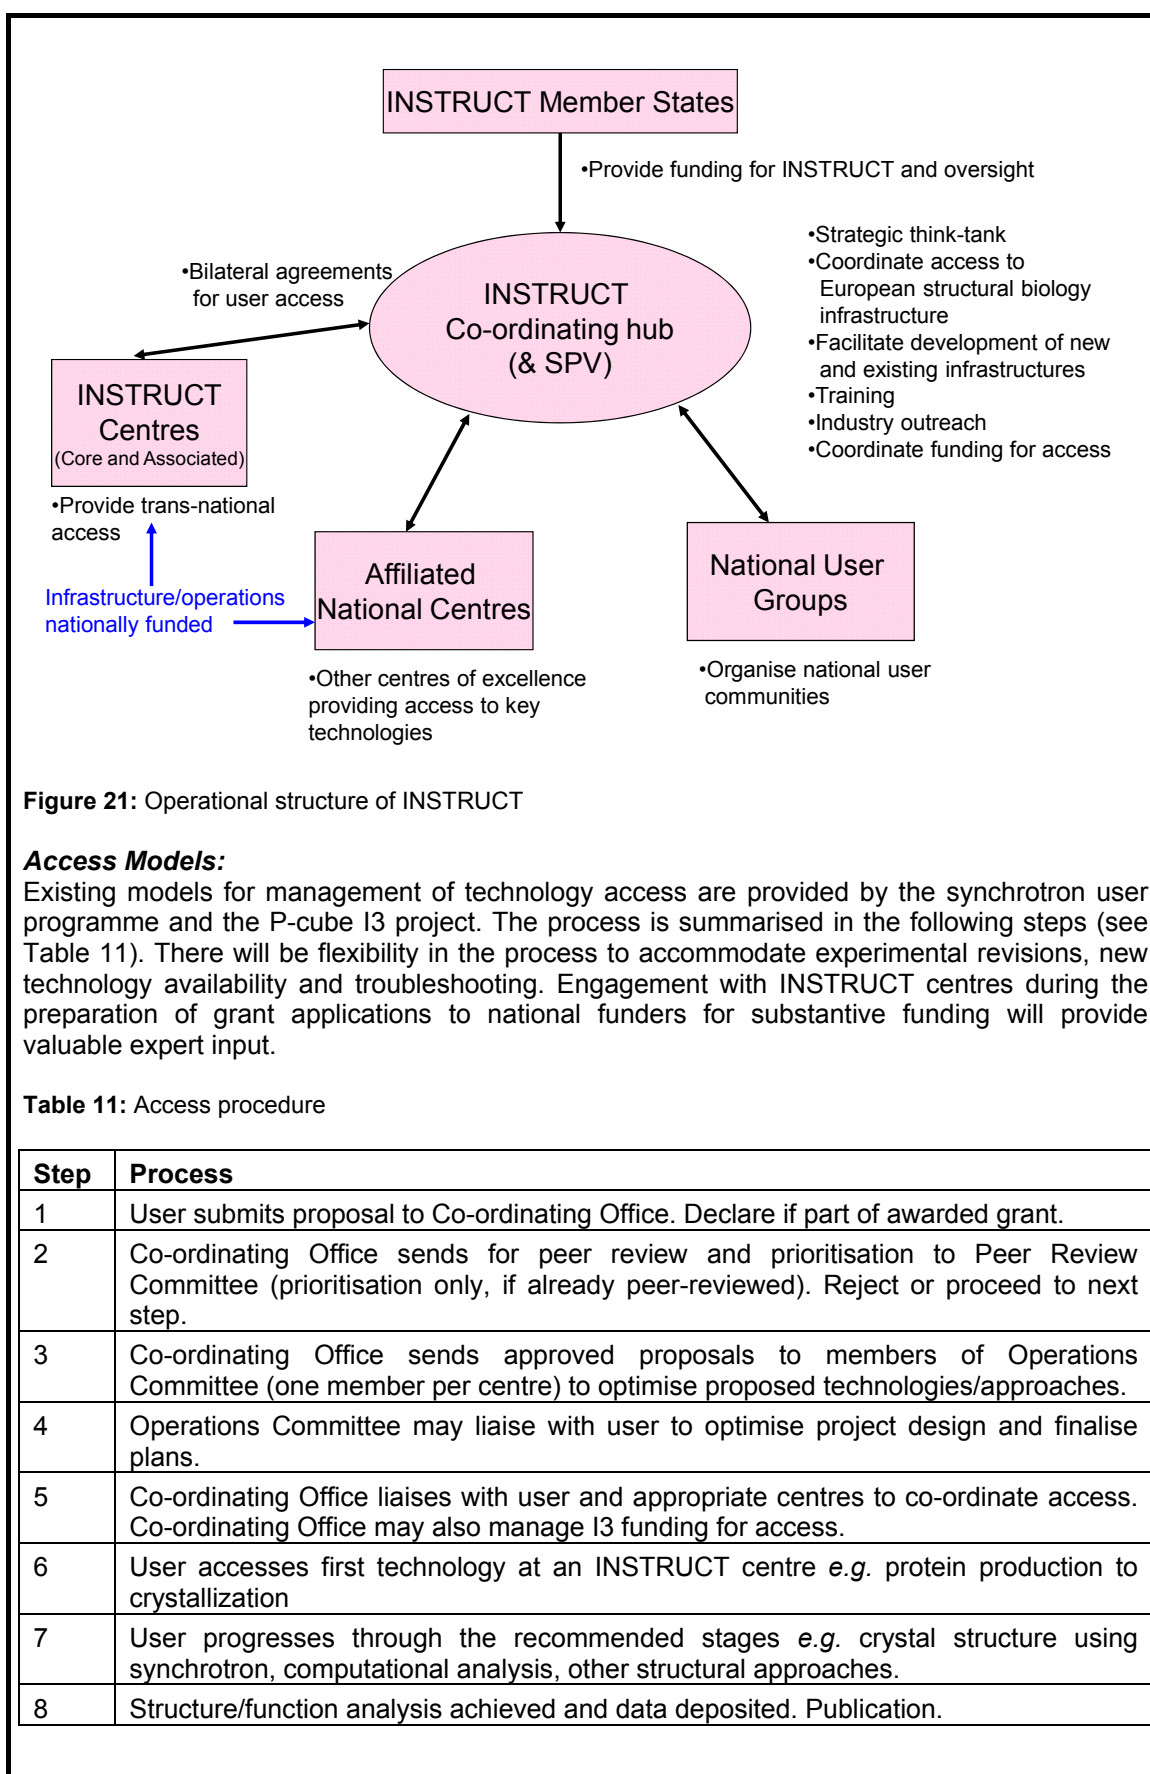 INSTRUCT Member States
•Provide funding for INSTRUCT and oversight
•Strategic think-tank
•Coordinate access to
European structural biology
infrastructure
•Facilitate development of new
and existing infrastructures
•Training
•Industry outreach
•Coordinate funding for access
•Bilateral agreements
for user access
INSTRUCT
Co-ordinating hub
(& SPV)
INSTRUCT
Centres
(Core and Associated)
•Provide trans-national
access
Infrastructure/operations
nationally funded
Affiliated
National Centres
•Other centres of excellence
providing access to key
technologies
National User
Groups
•Organise national user
communities
Figure 21: Operational structure of INSTRUCT
Access Models:
Existing models for management of technology access are provided by the synchrotron user
programme and the P-cube I3 project. The process is summarised in the following steps (see
Table 11). There will be flexibility in the process to accommodate experimental revisions, new
technology availability and troubleshooting. Engagement with INSTRUCT centres during the
preparation of grant applications to national funders for substantive funding will provide
valuable expert input.
Table 11: Access procedure
Step Process
1 User submits proposal to Co-ordinating Office. Declare if part of awarded grant.
2 Co-ordinating Office sends for peer review and prioritisation to Peer Review
Committee (prioritisation only, if already peer-reviewed). Reject or proceed to next
step.
3 Co-ordinating Office sends approved proposals to members of Operations
Committee (one member per centre) to optimise proposed technologies/approaches.
4 Operations Committee may liaise with user to optimise project design and finalise
plans.
5 Co-ordinating Office liaises with user and appropriate centres to co-ordinate access.
Co-ordinating Office may also manage I3 funding for access.
6 User accesses first technology at an INSTRUCT centre e.g. protein production to
crystallization
7 User progresses through the recommended stages e.g. crystal structure using
synchrotron, computational analysis, other structural approaches.
8 Structure/function analysis achieved and data deposited. Publication.